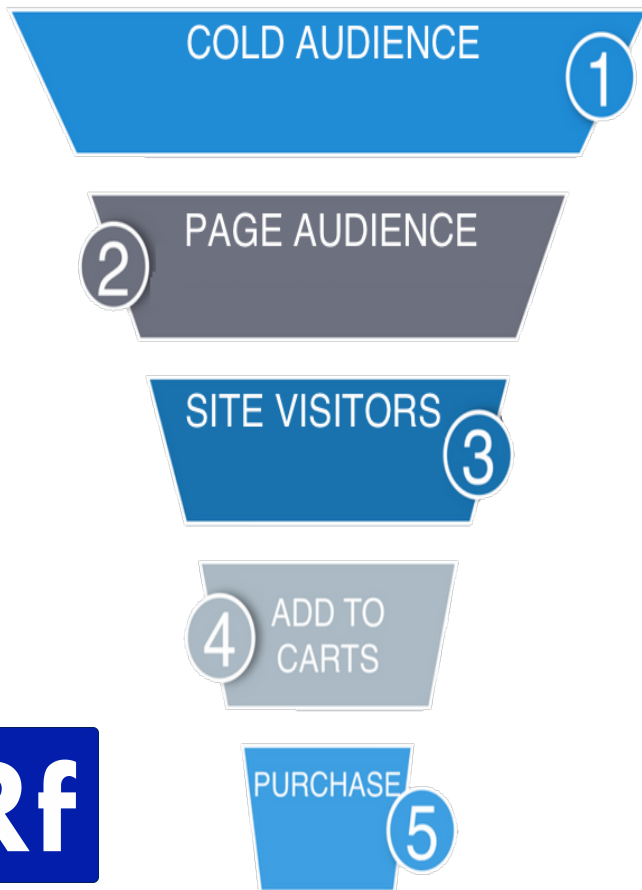 COLD AUDIENCE
1
PAGE AUDIENCE
2
SITE VISITORS
3
ADD TO
CARTS
4
PURCHASE
5
Rf